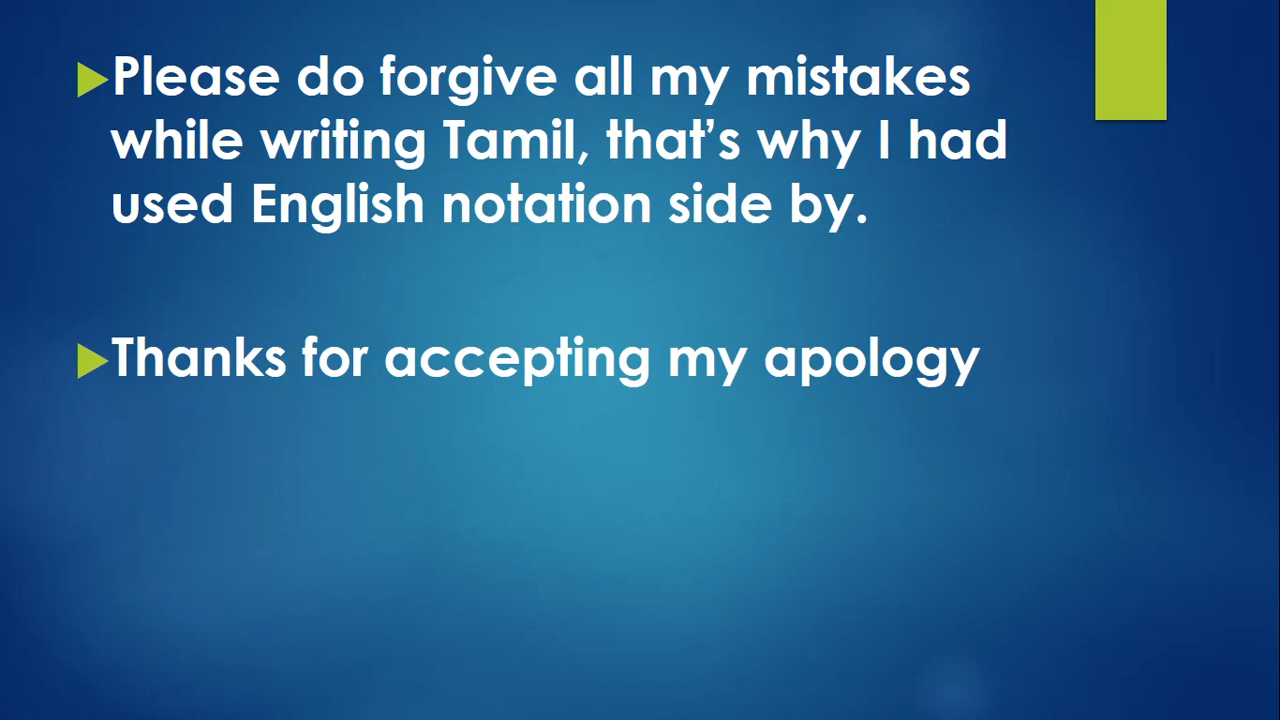 Please do forgive all my mistakes
while writing Tamil, that's why I had
used English notation side by.
Thanks for accepting my apology